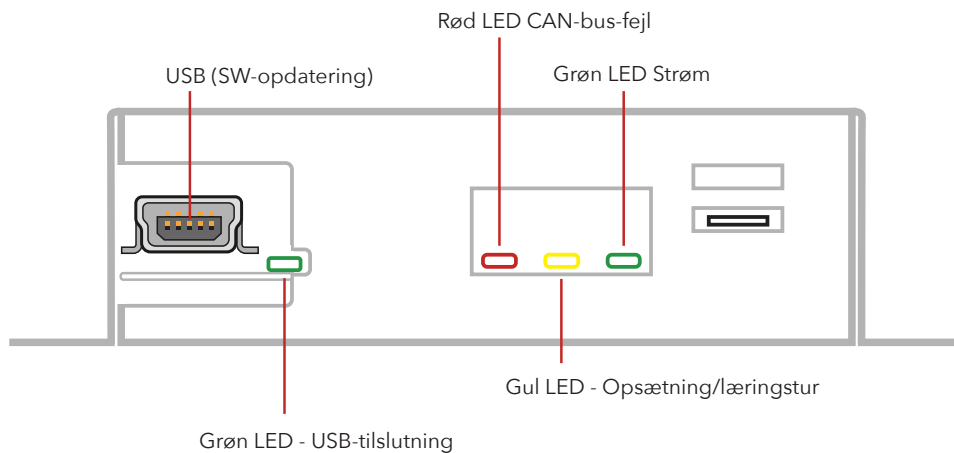 Rød LED CAN-bus-fejl
USB (SW-opdatering)
Grøn LED Strøm
Gul LED - Opsætning/læringstur
Grøn LED - USB-tilslutning